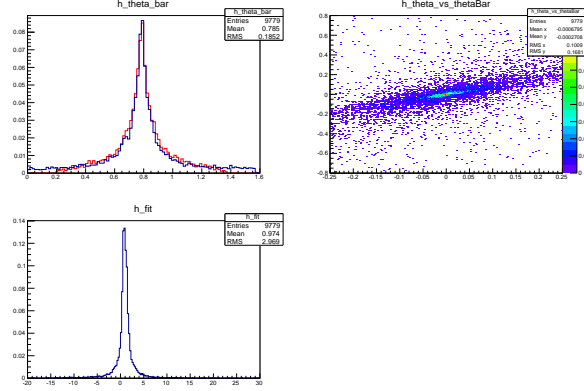 h_theta_bar
h_theta_bar
Entries 9779
Mean 0.785
RMS 0.1852
0.08
0.07
0.06
0.05
0.04
0.03
0.02
0.01
0
0 0.2 0.4 0.6 0.8 1 1.2 1.4 1.6
h_theta_vs_thetaBar
h_theta_vs_thetaBar
Entries 9779
Mean x -0.0006795
Mean y -0.0002708
RMS x 0.1009
RMS y 0.1681
0.8
0.6
0.4
0.2
0
-0.2
-0.4
-0.6
-0.8
-0.25 -0.2 -0.15 -0.1 -0.05 0 0.05 0.1 0.15 0.2 0.25
h_fit
h_fit
Entries 9779
Mean 0.974
RMS 2.969
0.14
0.12
0.1
0.08
0.06
0.04
0.02
0
-20 -15 -10 -5 0 5 10 15 20 25 30